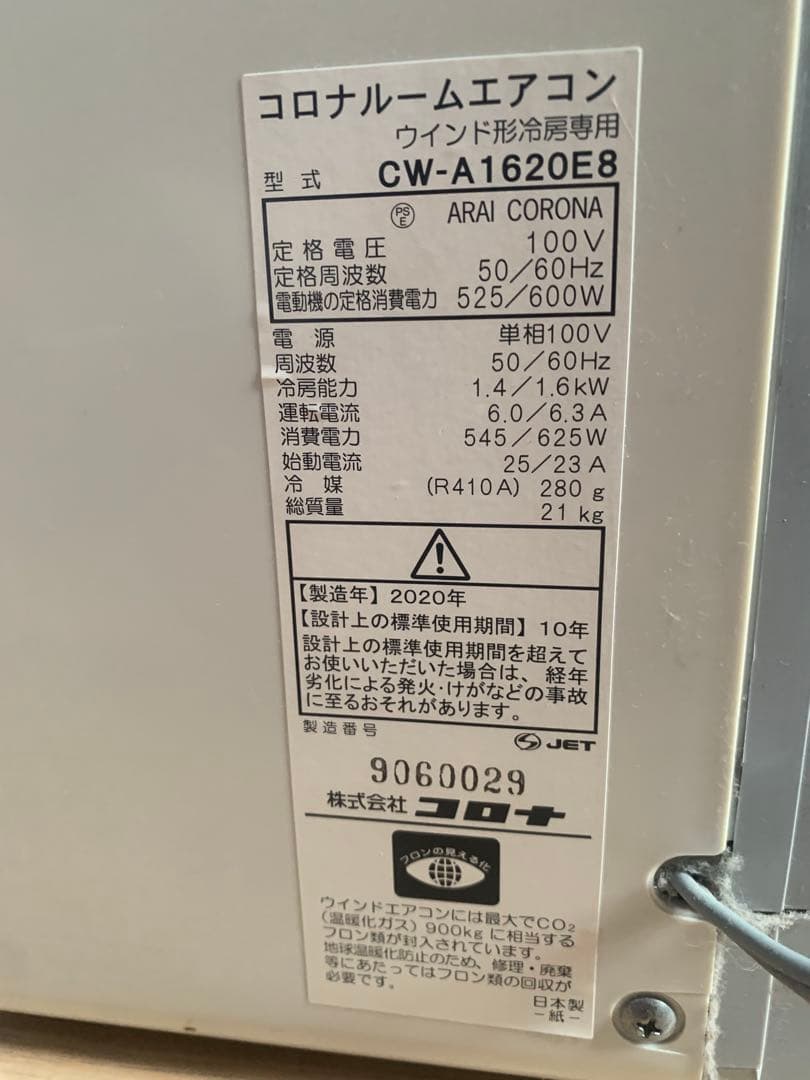 コロナルームエアコン
ウインド形冷房専用
型式 CW-A1620E8
PSE ARAI CORONA
定格電圧 100V
定格周波数 50/60Hz
電動機の定格消費電力 525/600W
電源 単相100V
周波数 50/60Hz
冷房能力 1.4/1.6kW
運転電流 6.0/6.3A
消費電力 545/625W
始動電流 25/23A
冷媒 (R410A) 280g
総質量 21kg
【製造年】2020年
【設計上の標準使用期間】10年
設計上の標準使用期間を超えて
お使いいただいた場合は、経年
劣化による発火・けがなどの事故
に至るおそれがあります。
製造番号
JET
9060029
株式会社 コロナ
フロンの見える化
ウインドエアコンには最大でCO₂
(温暖化ガス) 900kgに相当する
フロン類が封入されています。
地球温暖化防止のため、修理・廃棄
等にあたってはフロン類の回収が
必要です。
日本製
-紙-